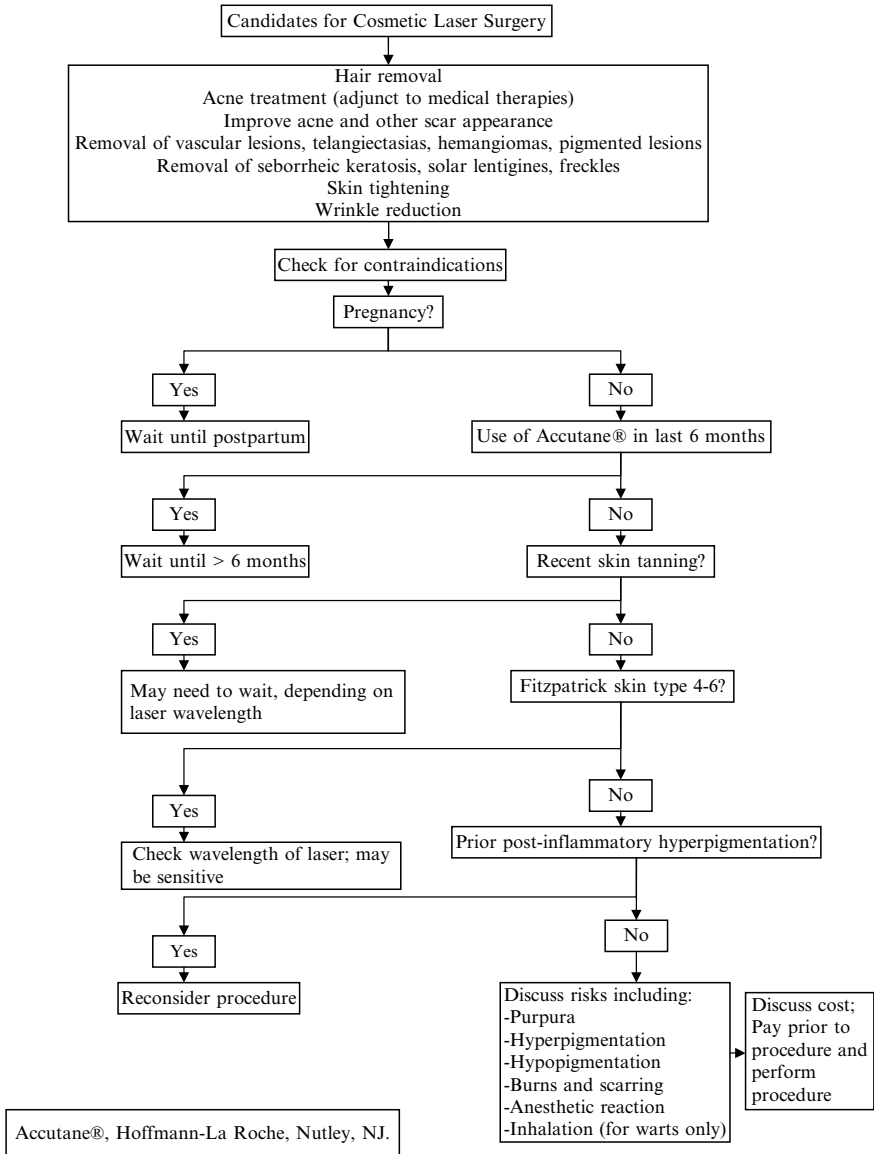 Candidates for Cosmetic Laser Surgery
Hair removal
Acne treatment (adjunct to medical therapies)
Improve acne and other scar appearance
Removal of vascular lesions, telangiectasias, hemangiomas, pigmented lesions
Removal of seborrheic keratosis, solar lentigines, freckles
Skin tightening
Wrinkle reduction
Check for contraindications
Pregnancy?
Yes
No
Wait until postpartum
Use of Accutane® in last 6 months
Yes
No
Wait until > 6 months
Recent skin tanning?
Yes
No
May need to wait, depending on
laser wavelength
Fitzpatrick skin type 4-6?
Yes
No
Check wavelength of laser; may
be sensitive
Prior post-inflammatory hyperpigmentation?
Yes
No
Reconsider procedure
Discuss risks including:
-Purpura
-Hyperpigmentation
-Hypopigmentation
-Burns and scarring
-Anesthetic reaction
-Inhalation (for warts only)
Discuss cost;
Pay prior to
procedure and
perform
procedure
Accutane®, Hoffmann-La Roche, Nutley, NJ.